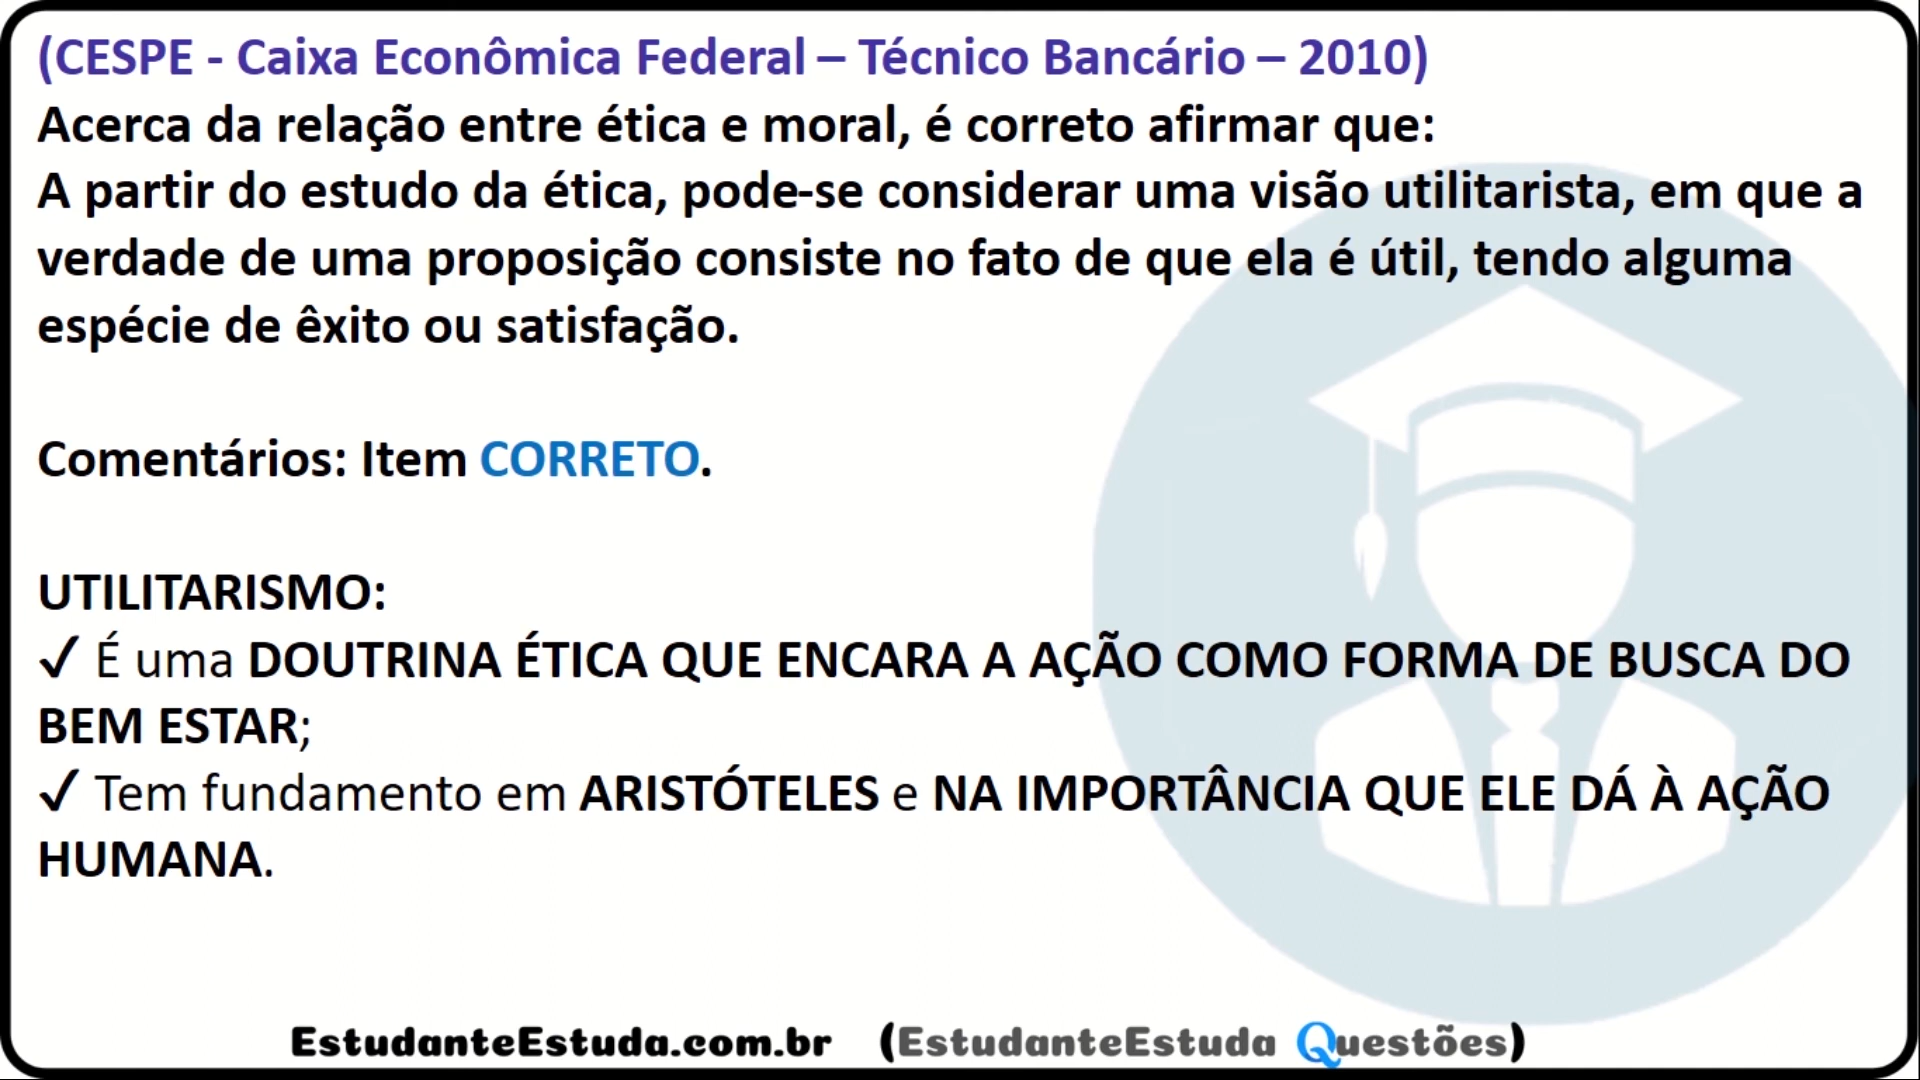 (CESPE - Caixa Econômica Federal – Técnico Bancário – 2010)
Acerca da relação entre ética e moral, é correto afirmar que:
A partir do estudo da ética, pode-se considerar uma visão utilitarista, em que a
verdade de uma proposição consiste no fato de que ela é útil, tendo alguma
espécie de êxito ou satisfação.
Comentários: Item CORRETO.
UTILITARISMO:
✓ É uma DOUTRINA ÉTICA QUE ENCARA A AÇÃO COMO FORMA DE BUSCA DO
BEM ESTAR;
✓ Tem fundamento em ARISTÓTELES e NA IMPORTÂNCIA QUE ELE DÁ À AÇÃO
HUMANA.
EstudanteEstuda.com.br (EstudanteEstuda Questões)